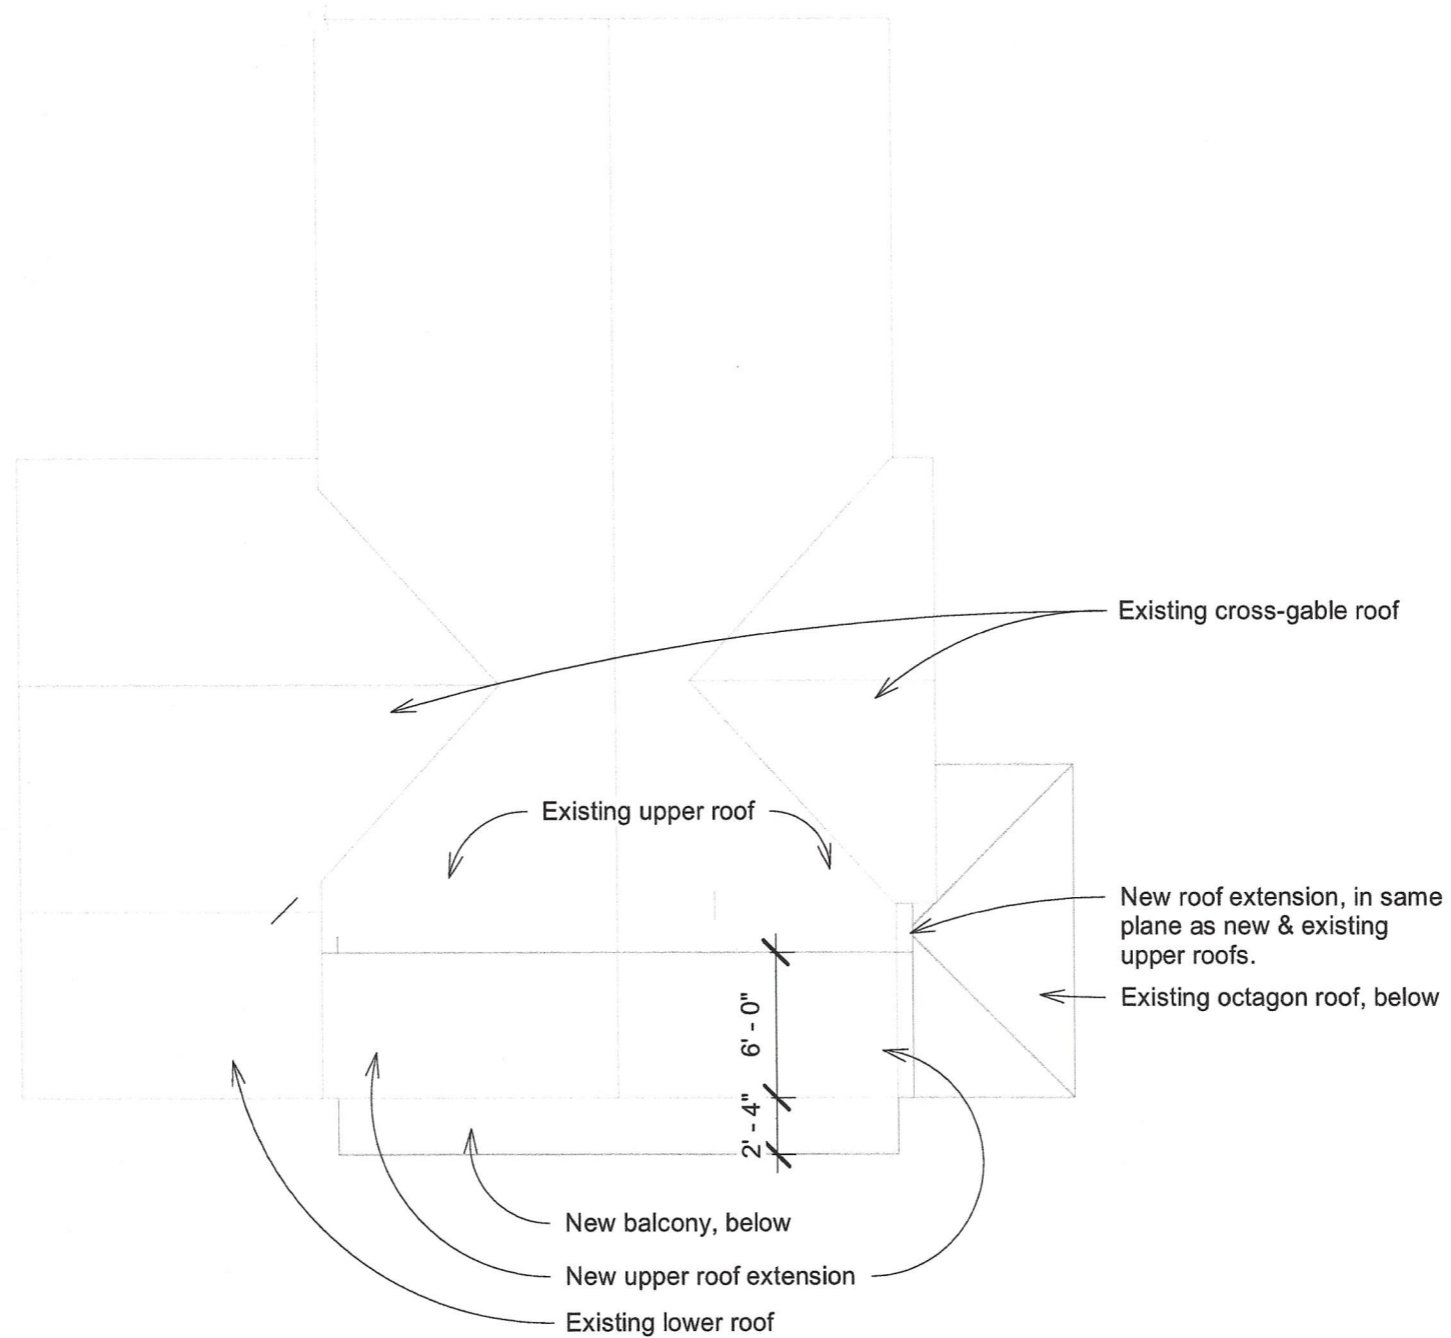 Existing cross-gable roof
Existing upper roof
New roof extension, in same
plane as new & existing
upper roofs.
Existing octagon roof, below
6' - 0"
2' - 4"
New balcony, below
New upper roof extension
Existing lower roof